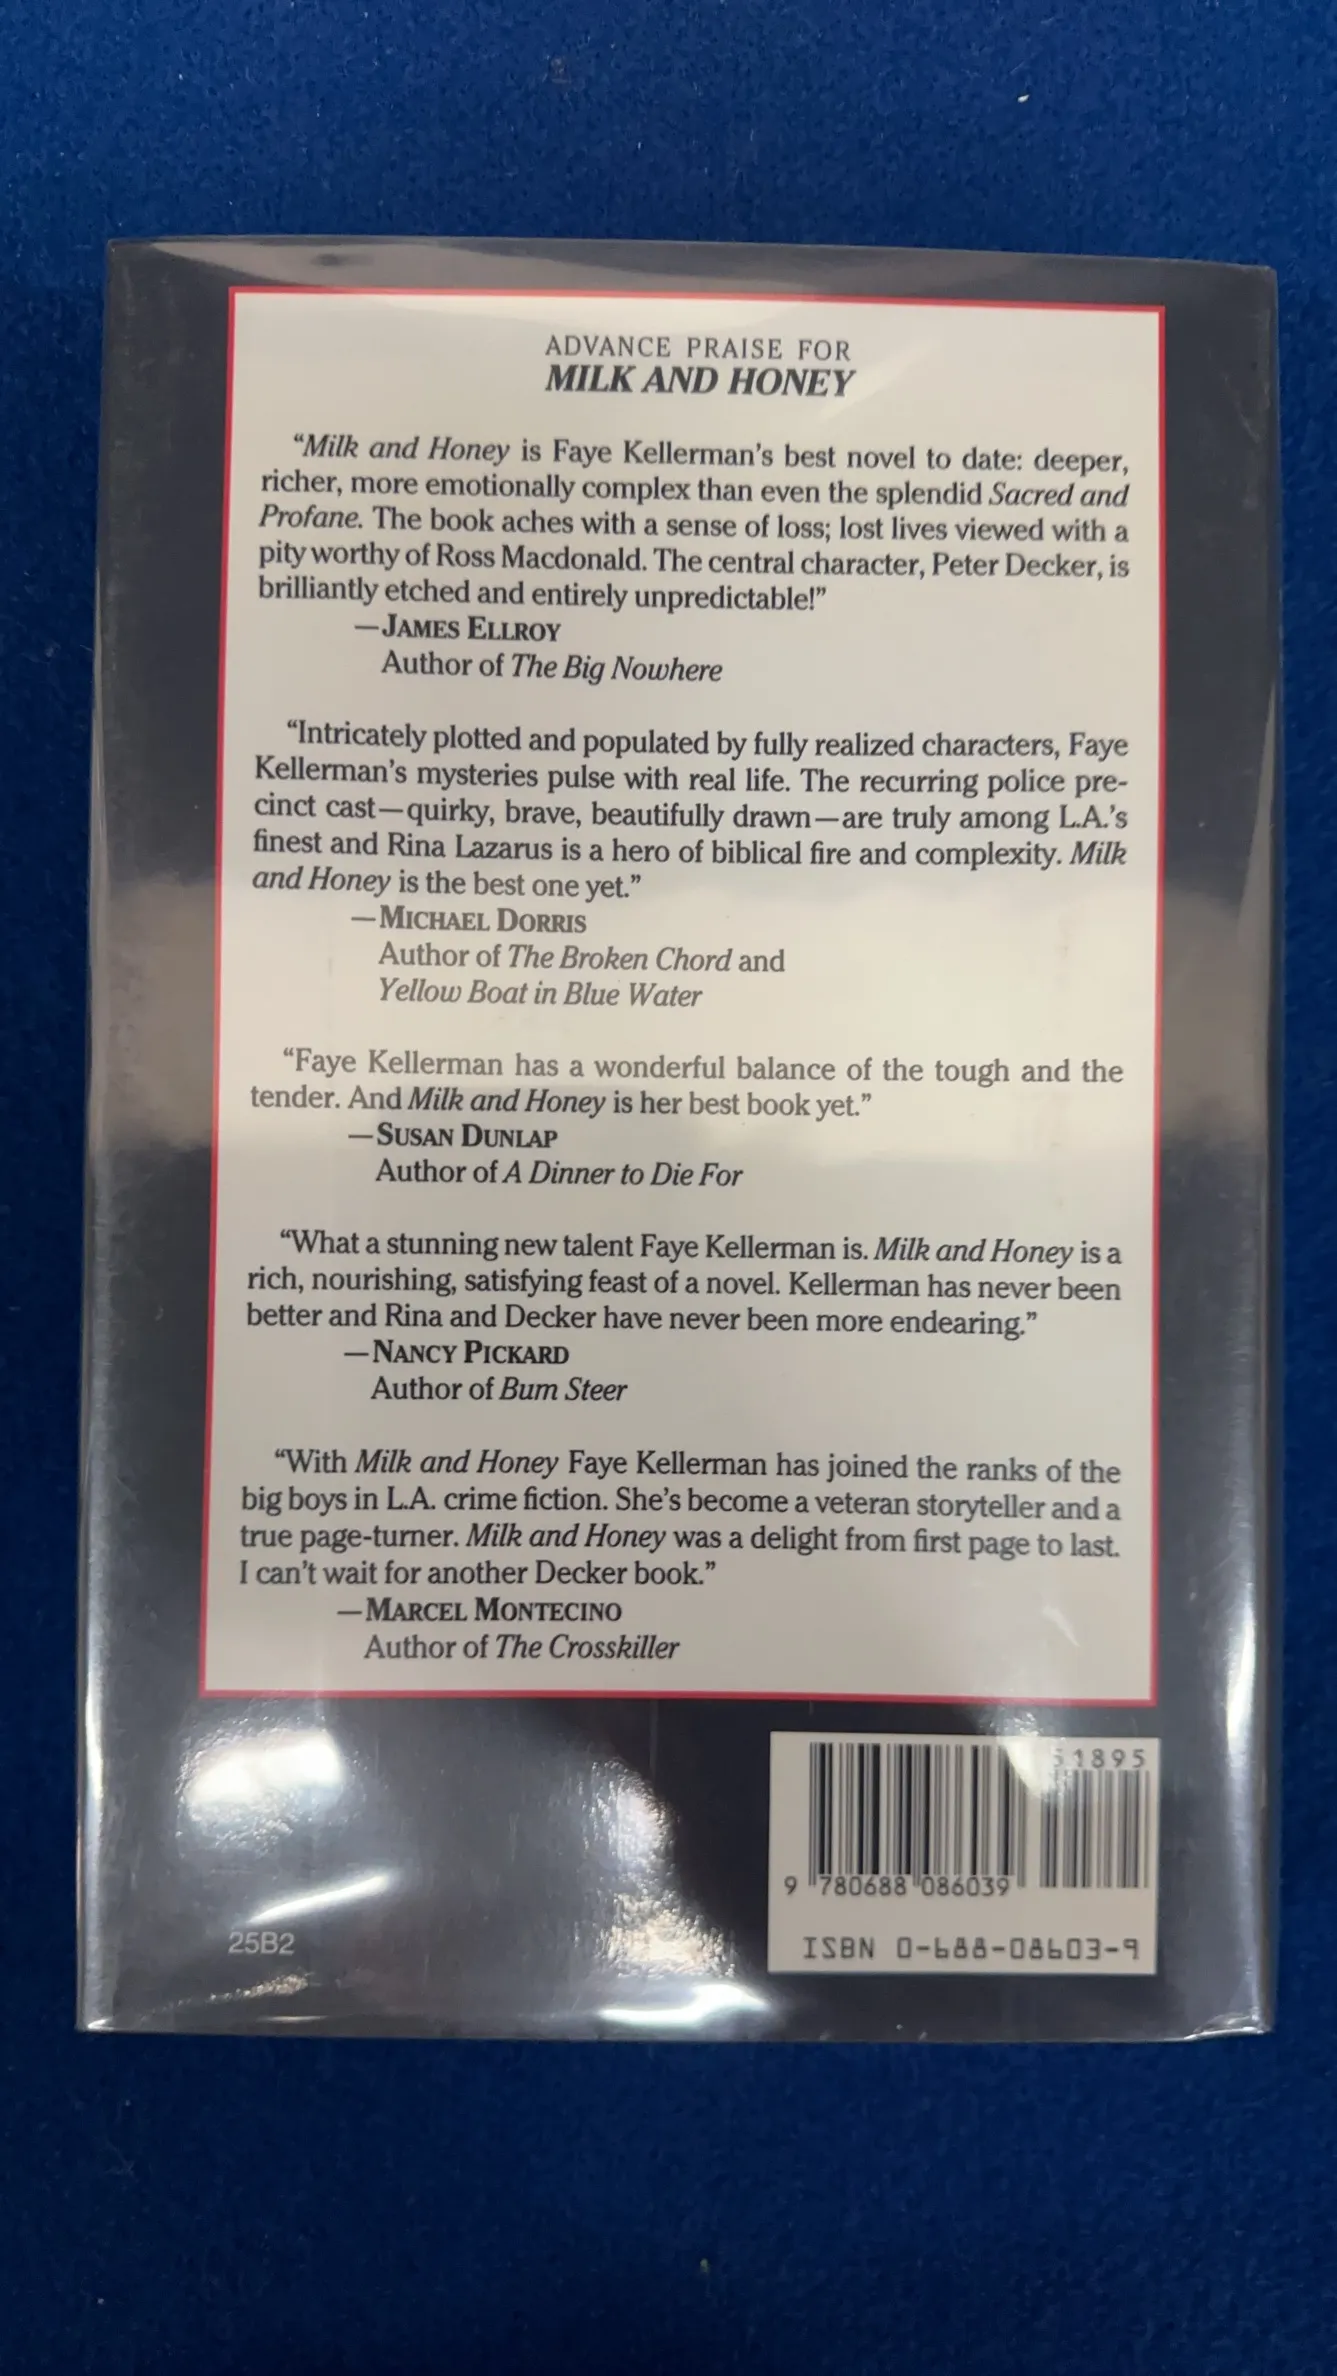 ADVANCE PRAISE FOR
MILK AND HONEY
“Milk and Honey is Faye Kellerman’s best novel to date: deeper,
richer, more emotionally complex than even the splendid Sacred and
Profane. The book aches with a sense of loss; lost lives viewed with a
pity worthy of Ross Macdonald. The central character, Peter Decker, is
brilliantly etched and entirely unpredictable!”
—JAMES ELLROY
Author of The Big Nowhere
“Intricately plotted and populated by fully realized characters, Faye
Kellerman’s mysteries pulse with real life. The recurring police pre-
cinct cast—quirky, brave, beautifully drawn—are truly among L.A.’s
finest and Rina Lazarus is a hero of biblical fire and complexity. Milk
and Honey is the best one yet.”
—MICHAEL DORRIS
Author of The Broken Chord and
Yellow Boat in Blue Water
“Faye Kellerman has a wonderful balance of the tough and the
tender. And Milk and Honey is her best book yet.”
—SUSAN DUNLAP
Author of A Dinner to Die For
“What a stunning new talent Faye Kellerman is. Milk and Honey is a
rich, nourishing, satisfying feast of a novel. Kellerman has never been
better and Rina and Decker have never been more endearing.”
—NANCY PICKARD
Author of Bum Steer
“With Milk and Honey Faye Kellerman has joined the ranks of the
big boys in L.A. crime fiction. She’s become a veteran storyteller and a
true page-turner. Milk and Honey was a delight from first page to last.
I can’t wait for another Decker book.”
—MARCEL MONTECINO
Author of The Crosskiller
51895
9 780688 086039
ISBN 0-688-08603-9
25B2